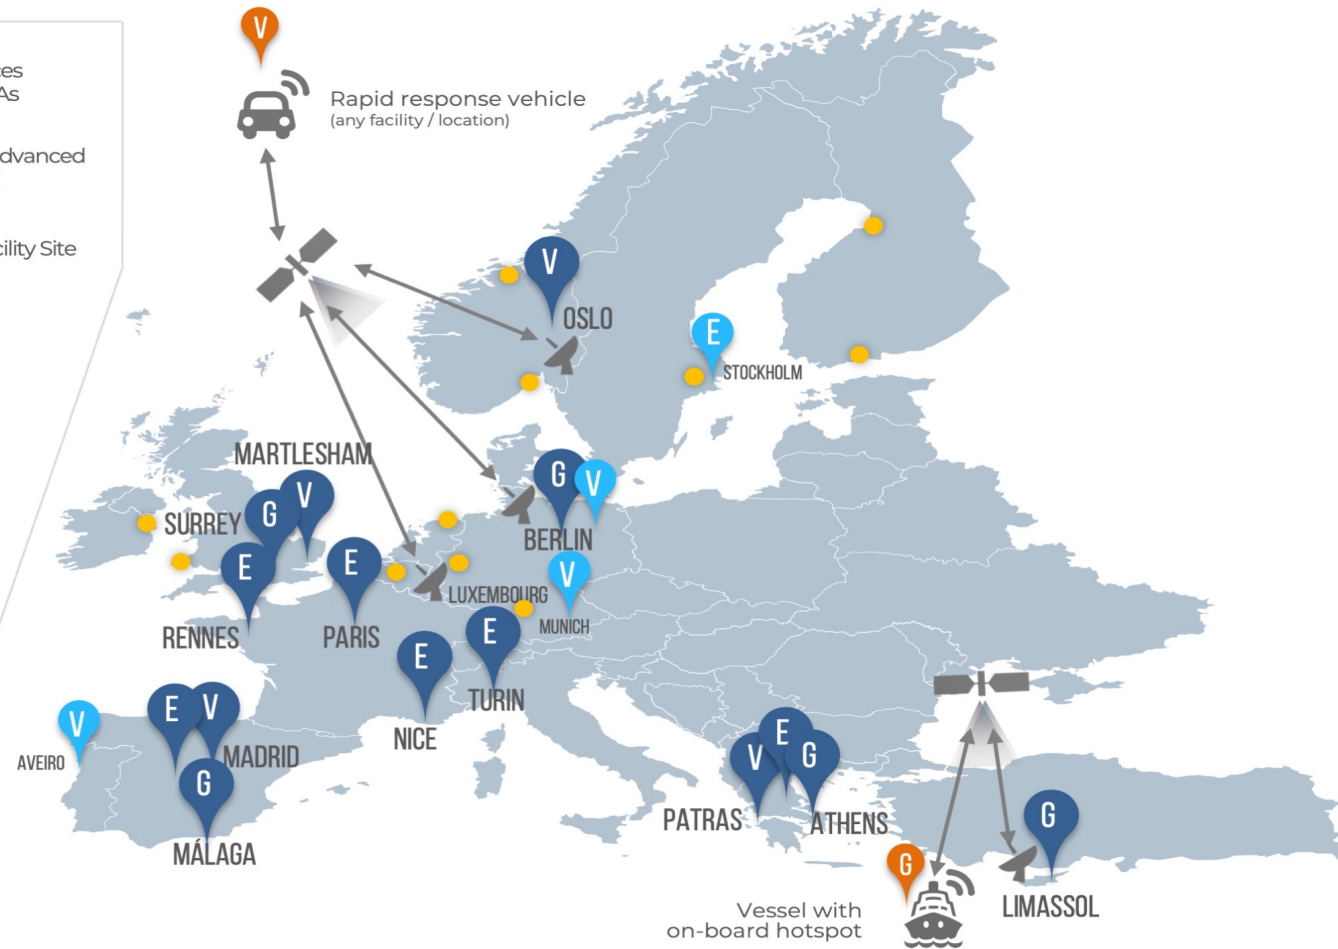 V
ces
As
Rapid response vehicle
(any facility / location)
dvanced
cility Site
V
OSLO
E
STOCKHOLM
MARTLESHAM
G
V
V
G
SURREY
BERLIN
E
E
V
LUXEMBOURG
MUNICH
RENNES
PARIS
E
E
TURIN
NICE
V
AVEIRO
E
V
MADRID
G
MÁLAGA
E
V
G
PATRAS
ATHENS
G
G
LIMASSOL
Vessel with
on-board hotspot